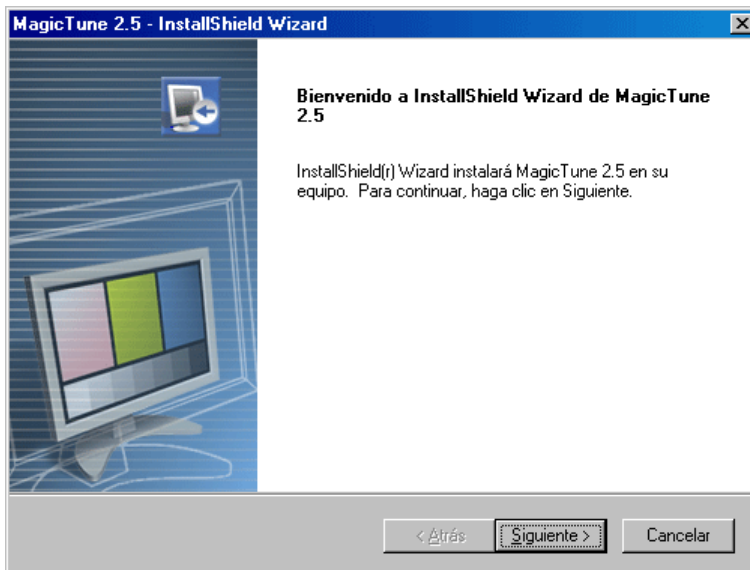 MagicTune 2.5 - InstallShield Wizard
Bienvenido a InstallShield Wizard de MagicTune
2.5
InstallShield(r) Wizard instalará MagicTune 2.5 en su
equipo. Para continuar, haga clic en Siguiente.
< Atrás
Siguiente >
Cancelar